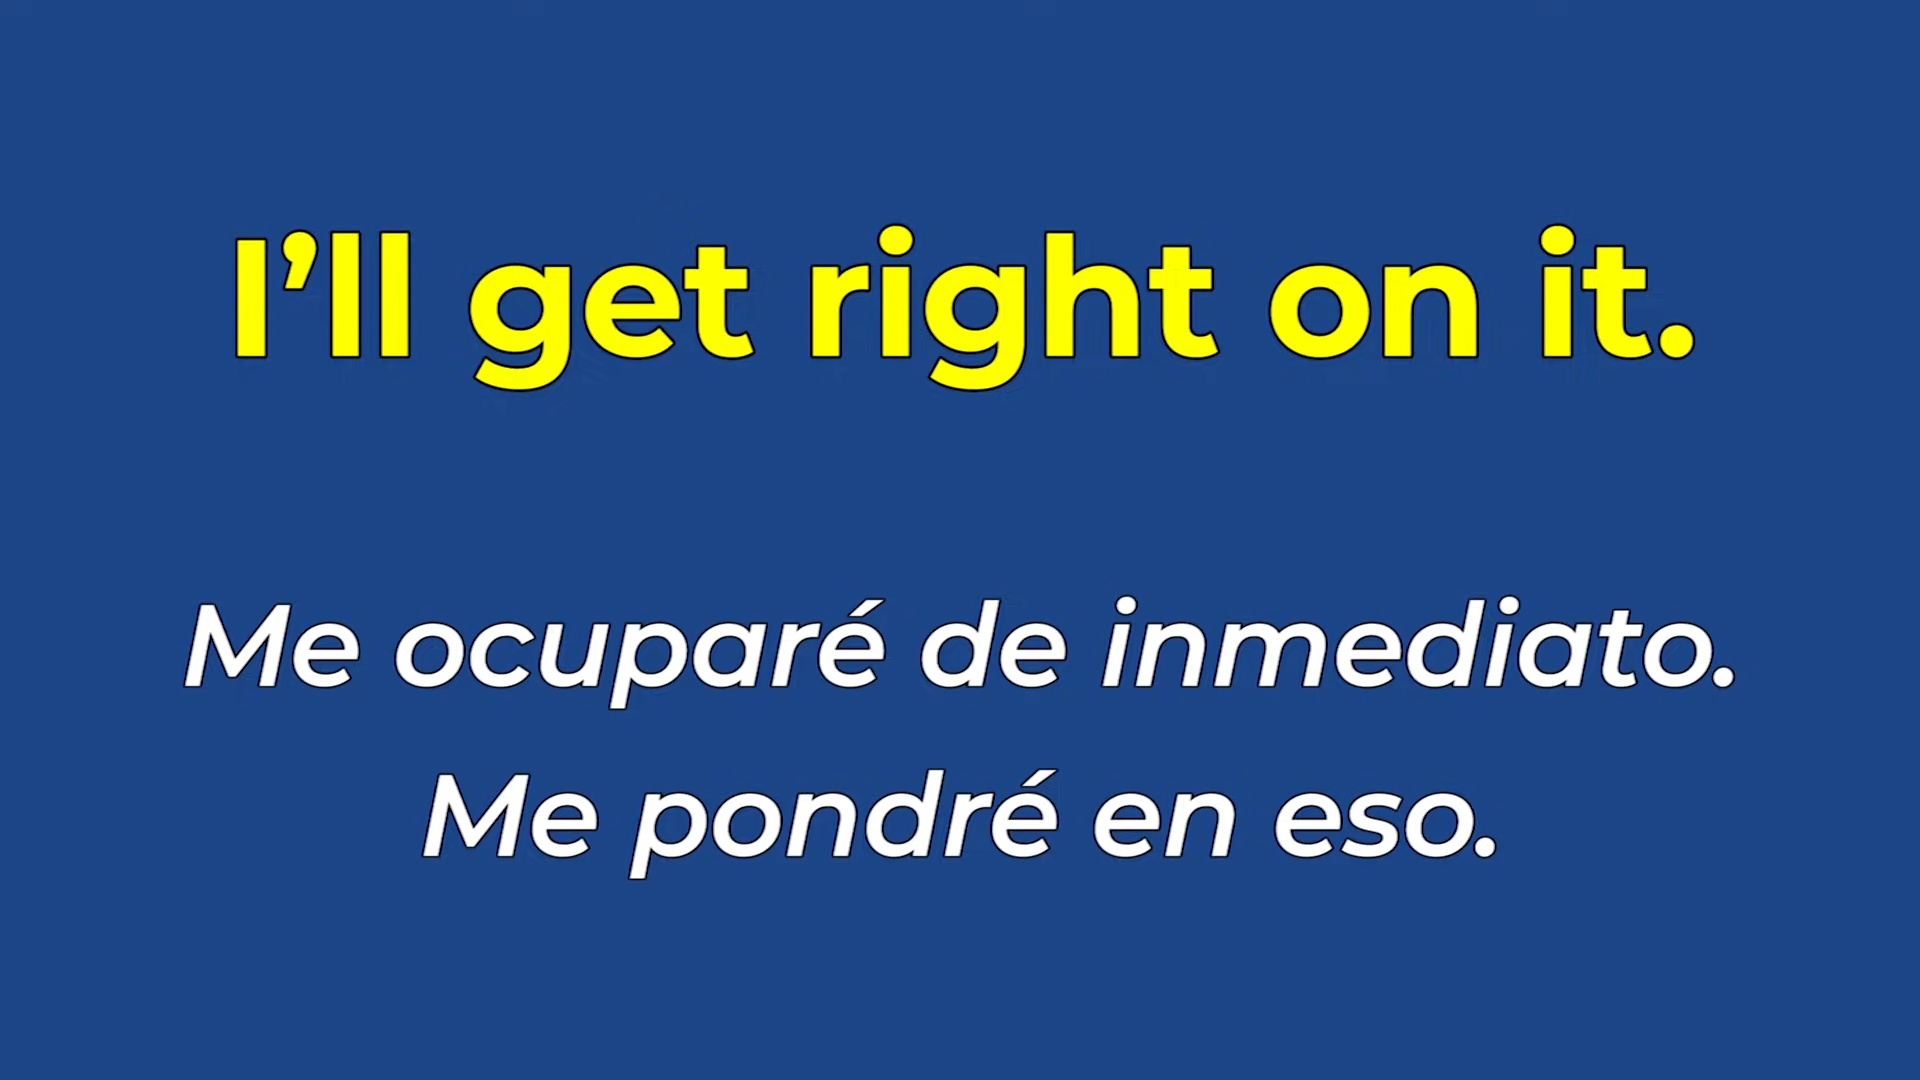 I’ll get right on it.
Me ocuparé de inmediato.
Me pondré en eso.